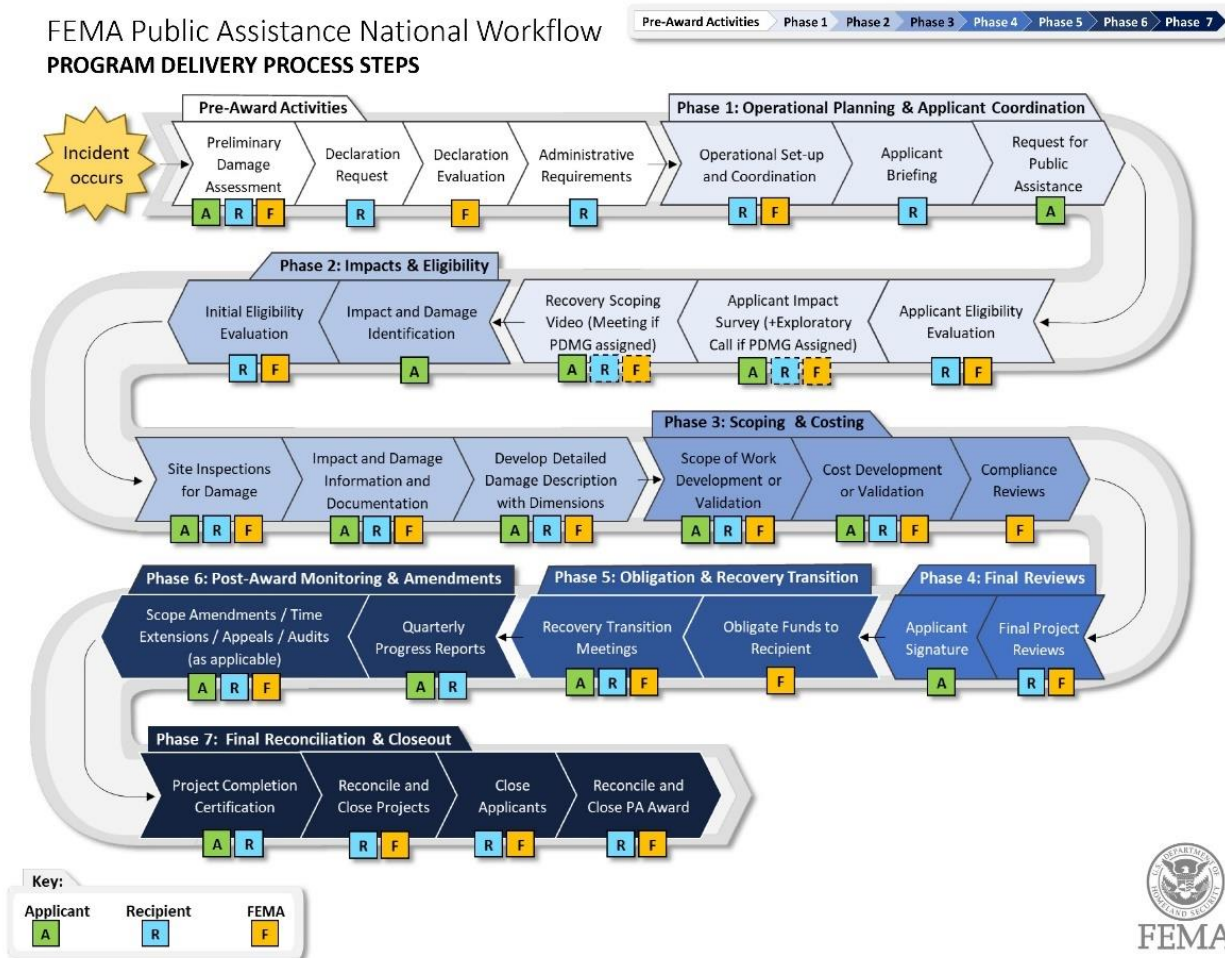 FEMA Public Assistance National Workflow
PROGRAM DELIVERY PROCESS STEPS
Pre-Award Activities Phase 1 Phase 2 Phase 3 Phase 4 Phase 5 Phase 6 Phase 7
Incident
occurs
Pre-Award Activities
Preliminary
Damage
Assessment
A R F
Declaration
Request
R
Declaration
Evaluation
F
Administrative
Requirements
R
Phase 1: Operational Planning & Applicant Coordination
Operational Set-up
and Coordination
R F
Applicant
Briefing
R
Request for
Public
Assistance
A
Applicant Eligibility
Evaluation
R F
Applicant Impact
Survey (+Exploratory
Call if PDMG Assigned)
A R F
Recovery Scoping
Video (Meeting if
PDMG assigned)
A R F
Phase 2: Impacts & Eligibility
Impact and Damage
Identification
A
Initial Eligibility
Evaluation
R F
Site Inspections
for Damage
A R F
Impact and Damage
Information and
Documentation
A R F
Develop Detailed
Damage Description
with Dimensions
A R F
Phase 3: Scoping & Costing
Scope of Work
Development or
Validation
A R F
Cost Development
or Validation
A R F
Compliance
Reviews
F
Phase 4: Final Reviews
Final Project
Reviews
R F
Applicant
Signature
A
Phase 5: Obligation & Recovery Transition
Obligate Funds to
Recipient
F
Recovery Transition
Meetings
A R F
Phase 6: Post-Award Monitoring & Amendments
Quarterly
Progress Reports
A R
Scope Amendments / Time
Extensions / Appeals / Audits
(as applicable)
A R F
Phase 7: Final Reconciliation & Closeout
Project Completion
Certification
A R
Reconcile and
Close Projects
R F
Close
Applicants
R F
Reconcile and
Close PA Award
R F
Key:
Applicant Recipient FEMA
A R F
U.S. DEPARTMENT OF
HOMELAND SECURITY
FEMA